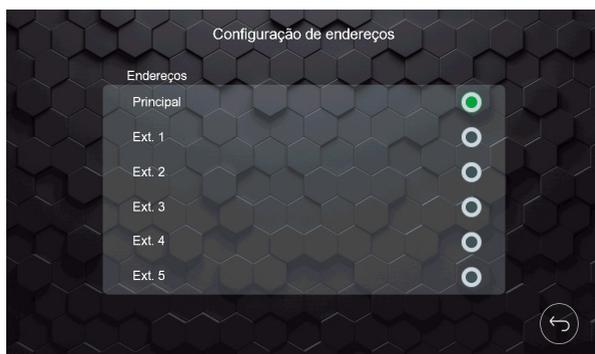 Configuração de endereços
Endereços
Principal
Ext. 1
Ext. 2
Ext. 3
Ext. 4
Ext. 5